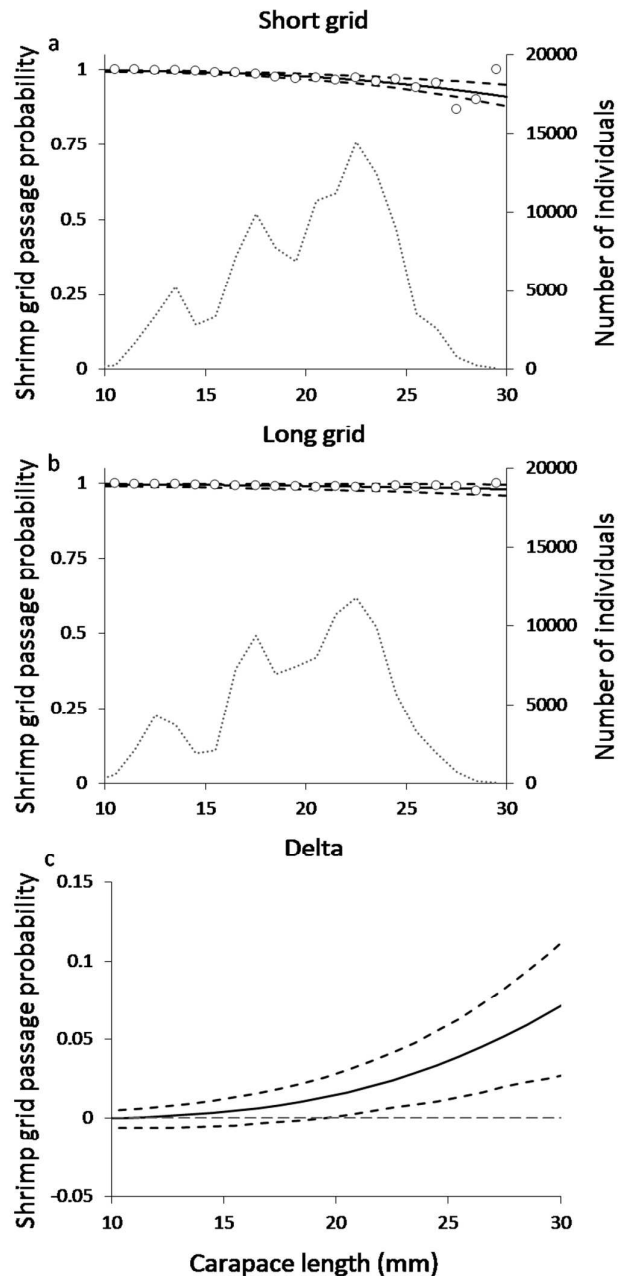 Short grid
a
Shrimp grid passage probability
1
0.75
0.5
0.25
0
20000
15000
10000
5000
0
Number of individuals
10 15 20 25 30
Long grid
b
Shrimp grid passage probability
1
0.75
0.5
0.25
0
20000
15000
10000
5000
0
Number of individuals
10 15 20 25 30
Delta
c
Shrimp grid passage probability
0.15
0.1
0.05
0
-0.05
10 15 20 25 30
Carapace length (mm)